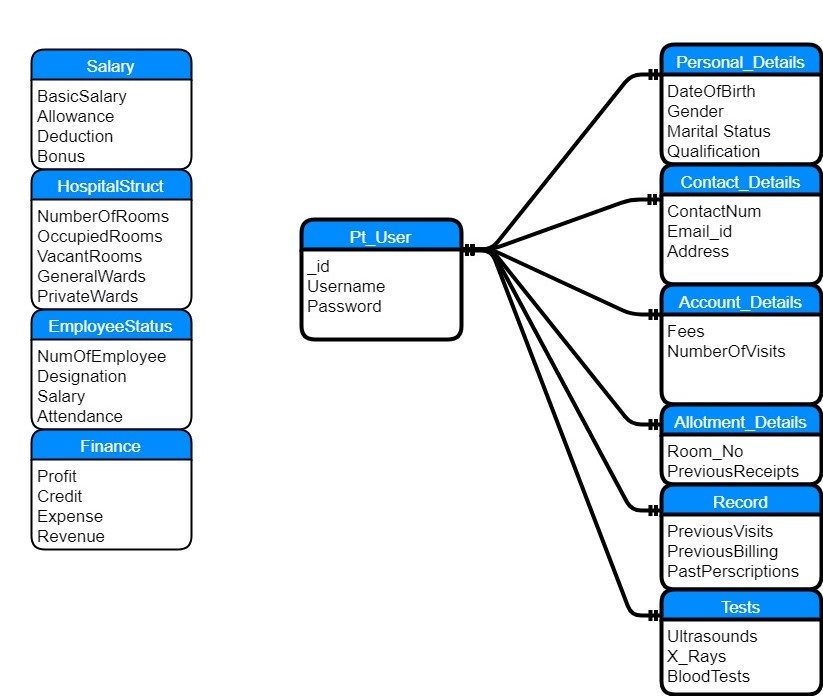 Salary
BasicSalary
Allowance
Deduction
Bonus
HospitalStruct
NumberOfRooms
OccupiedRooms
VacantRooms
GeneralWards
PrivateWards
EmployeeStatus
NumOfEmployee
Designation
Salary
Attendance
Finance
Profit
Credit
Expense
Revenue
Pt_User
_id
Username
Password
Personal_Details
DateOfBirth
Gender
Marital Status
Qualification
Contact_Details
ContactNum
Email_id
Address
Account_Details
Fees
NumberOfVisits
Allotment_Details
Room_No
PreviousReceipts
Record
PreviousVisits
PreviousBilling
PastPerscriptions
Tests
Ultrasounds
X_Rays
BloodTests